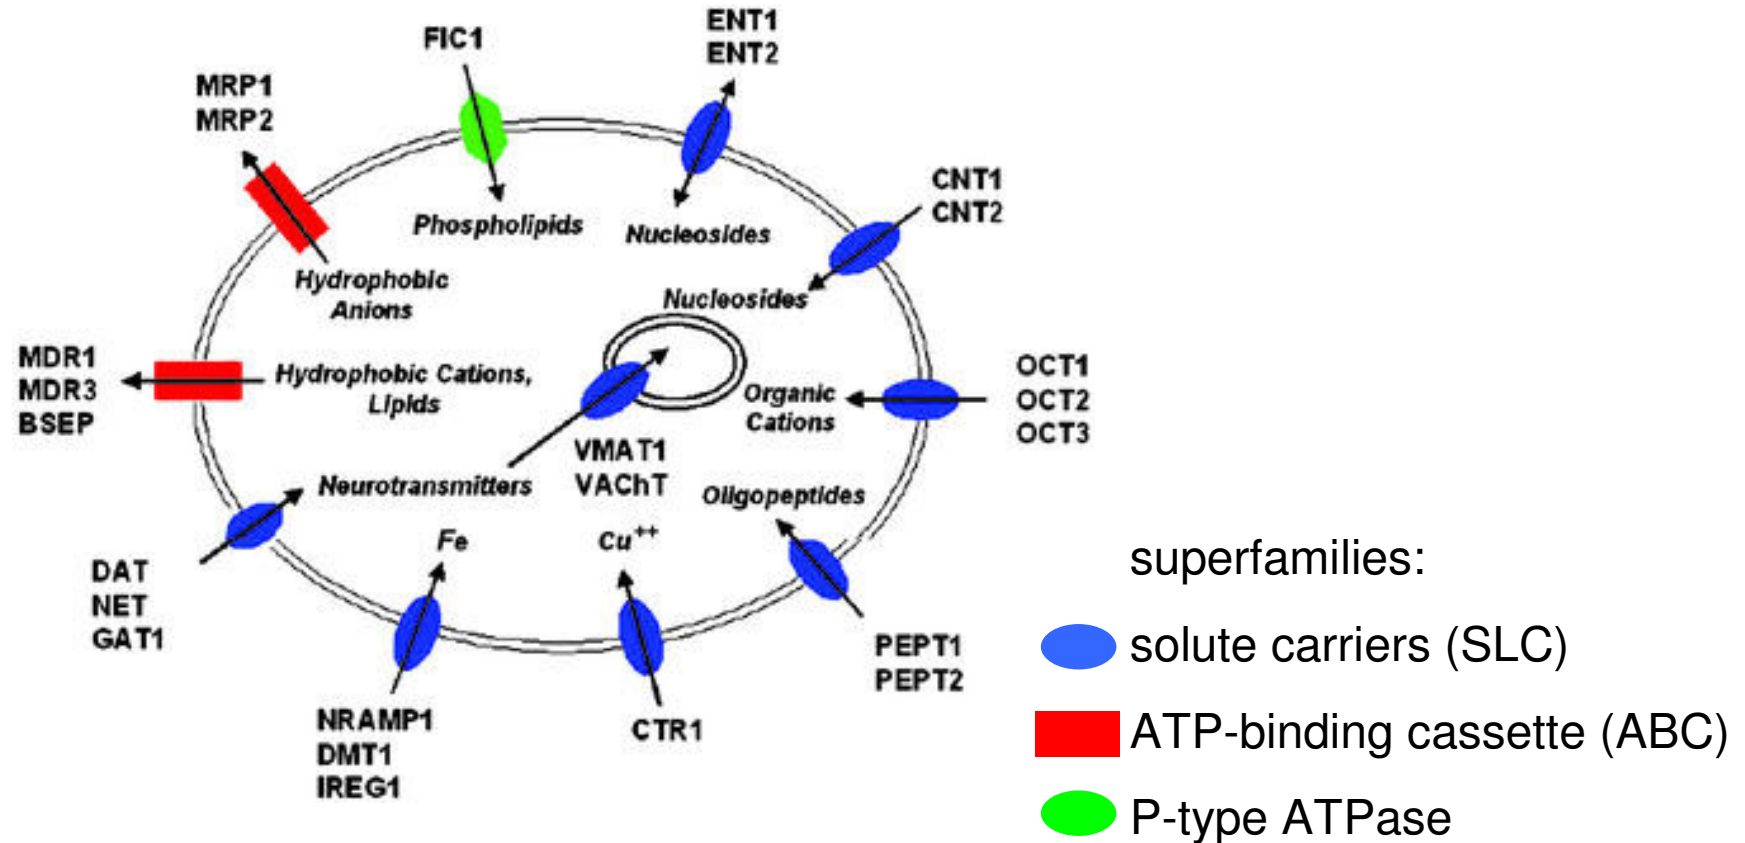 FIC1
ENT1
ENT2
MRP1
MRP2
CNT1
CNT2
Phospholipids
Nucleosides
Hydrophobic
Anions
Nucleosides
MDR1
MDR3
BSEP
Hydrophobic Cations,
Lipids
Organic
Cations
OCT1
OCT2
OCT3
VMAT1
VAChT
Neurotransmitters
Oligopeptides
Fe
Cu++
DAT
NET
GAT1
NRAMP1
DMT1
IREG1
CTR1
PEPT1
PEPT2
superfamilies:
solute carriers (SLC)
ATP-binding cassette (ABC)
P-type ATPase